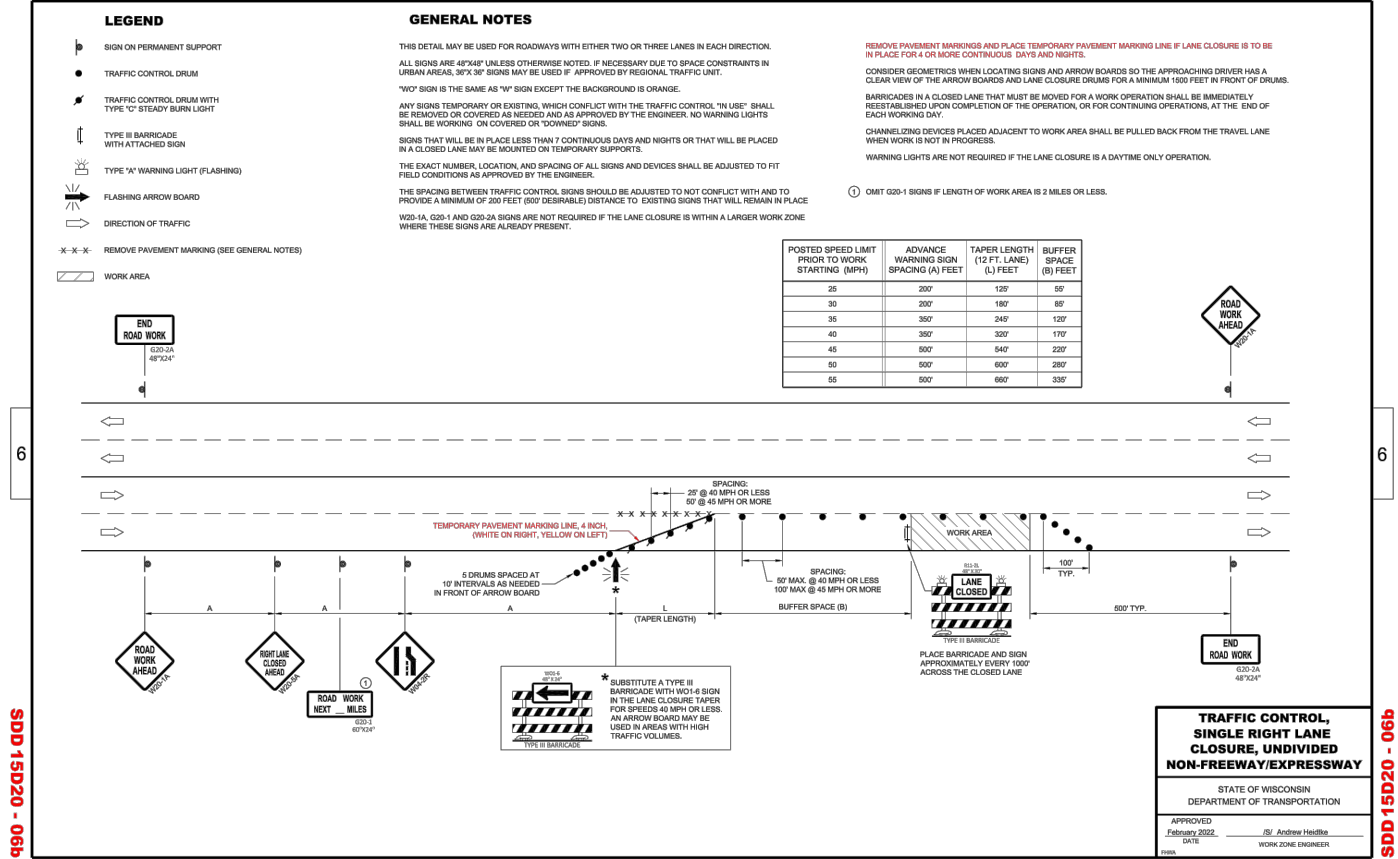 LEGEND
SIGN ON PERMANENT SUPPORT
TRAFFIC CONTROL DRUM
TRAFFIC CONTROL DRUM WITH
TYPE "C" STEADY BURN LIGHT
TYPE III BARRICADE
WITH ATTACHED SIGN
TYPE "A" WARNING LIGHT (FLASHING)
FLASHING ARROW BOARD
DIRECTION OF TRAFFIC
X X X
REMOVE PAVEMENT MARKING (SEE GENERAL NOTES)
WORK AREA
GENERAL NOTES
THIS DETAIL MAY BE USED FOR ROADWAYS WITH EITHER TWO OR THREE LANES IN EACH DIRECTION.
ALL SIGNS ARE 48"X48" UNLESS OTHERWISE NOTED. IF NECESSARY DUE TO SPACE CONSTRAINTS IN
URBAN AREAS, 36"X 36" SIGNS MAY BE USED IF APPROVED BY REGIONAL TRAFFIC UNIT.
"WO" SIGN IS THE SAME AS "W" SIGN EXCEPT THE BACKGROUND IS ORANGE.
ANY SIGNS TEMPORARY OR EXISTING, WHICH CONFLICT WITH THE TRAFFIC CONTROL "IN USE" SHALL
BE REMOVED OR COVERED AS NEEDED AND AS APPROVED BY THE ENGINEER. NO WARNING LIGHTS
SHALL BE WORKING ON COVERED OR "DOWNED" SIGNS.
SIGNS THAT WILL BE IN PLACE LESS THAN 7 CONTINUOUS DAYS AND NIGHTS OR THAT WILL BE PLACED
IN A CLOSED LANE MAY BE MOUNTED ON TEMPORARY SUPPORTS.
THE EXACT NUMBER, LOCATION, AND SPACING OF ALL SIGNS AND DEVICES SHALL BE ADJUSTED TO FIT
FIELD CONDITIONS AS APPROVED BY THE ENGINEER.
THE SPACING BETWEEN TRAFFIC CONTROL SIGNS SHOULD BE ADJUSTED TO NOT CONFLICT WITH AND TO
PROVIDE A MINIMUM OF 200 FEET (500' DESIRABLE) DISTANCE TO EXISTING SIGNS THAT WILL REMAIN IN PLACE
W20-1A, G20-1 AND G20-2A SIGNS ARE NOT REQUIRED IF THE LANE CLOSURE IS WITHIN A LARGER WORK ZONE
WHERE THESE SIGNS ARE ALREADY PRESENT.
REMOVE PAVEMENT MARKINGS AND PLACE TEMPORARY PAVEMENT MARKING LINE IF LANE CLOSURE IS TO BE
IN PLACE FOR 4 OR MORE CONTINUOUS DAYS AND NIGHTS.
CONSIDER GEOMETRICS WHEN LOCATING SIGNS AND ARROW BOARDS SO THE APPROACHING DRIVER HAS A
CLEAR VIEW OF THE ARROW BOARDS AND LANE CLOSURE DRUMS FOR A MINIMUM 1500 FEET IN FRONT OF DRUMS.
BARRICADES IN A CLOSED LANE THAT MUST BE MOVED FOR A WORK OPERATION SHALL BE IMMEDIATELY
REESTABLISHED UPON COMPLETION OF THE OPERATION, OR FOR CONTINUING OPERATIONS, AT THE END OF
EACH WORKING DAY.
CHANNELIZING DEVICES PLACED ADJACENT TO WORK AREA SHALL BE PULLED BACK FROM THE TRAVEL LANE
WHEN WORK IS NOT IN PROGRESS.
WARNING LIGHTS ARE NOT REQUIRED IF THE LANE CLOSURE IS A DAYTIME ONLY OPERATION.
1 OMIT G20-1 SIGNS IF LENGTH OF WORK AREA IS 2 MILES OR LESS.
POSTED SPEED LIMIT PRIOR TO WORK STARTING (MPH) ADVANCE WARNING SIGN SPACING (A) FEET TAPER LENGTH (12 FT. LANE) (L) FEET BUFFER SPACE (B) FEET
25 200' 125' 55'
30 200' 180' 85'
35 350' 245' 120'
40 350' 320' 170'
45 500' 540' 220'
50 500' 600' 280'
55 500' 660' 335'
END
ROAD WORK
G20-2A
48"X24"
ROAD
WORK
AHEAD
W20-1A
6
6
SPACING:
25' @ 40 MPH OR LESS
50' @ 45 MPH OR MORE
X X X X X X X X X
TEMPORARY PAVEMENT MARKING LINE, 4 INCH,
(WHITE ON RIGHT, YELLOW ON LEFT)
WORK AREA
5 DRUMS SPACED AT
10' INTERVALS AS NEEDED
IN FRONT OF ARROW BOARD
*
SPACING:
50' MAX. @ 40 MPH OR LESS
100' MAX @ 45 MPH OR MORE
100'
TYP.
R11-2L
48" X 30"
LANE
CLOSED
TYPE III BARRICADE
PLACE BARRICADE AND SIGN
APPROXIMATELY EVERY 1000'
ACROSS THE CLOSED LANE
A
A
A
L
(TAPER LENGTH)
BUFFER SPACE (B)
500' TYP.
ROAD
WORK
AHEAD
W20-1A
RIGHT LANE
CLOSED
AHEAD
W20-5A
1
ROAD WORK
NEXT __ MILES
G20-1
60"X24"
W04-2R
WO1-6
48" X 24"
TYPE III BARRICADE
* SUBSTITUTE A TYPE III
BARRICADE WITH WO1-6 SIGN
IN THE LANE CLOSURE TAPER
FOR SPEEDS 40 MPH OR LESS.
AN ARROW BOARD MAY BE
USED IN AREAS WITH HIGH
TRAFFIC VOLUMES.
END
ROAD WORK
G20-2A
48"X24"
SDD 15D20 - 06b
SDD 15D20 - 06b
TRAFFIC CONTROL,
SINGLE RIGHT LANE
CLOSURE, UNDIVIDED
NON-FREEWAY/EXPRESSWAY
STATE OF WISCONSIN
DEPARTMENT OF TRANSPORTATION
APPROVED
February 2022 /S/ Andrew Heidtke
DATE WORK ZONE ENGINEER
FHWA